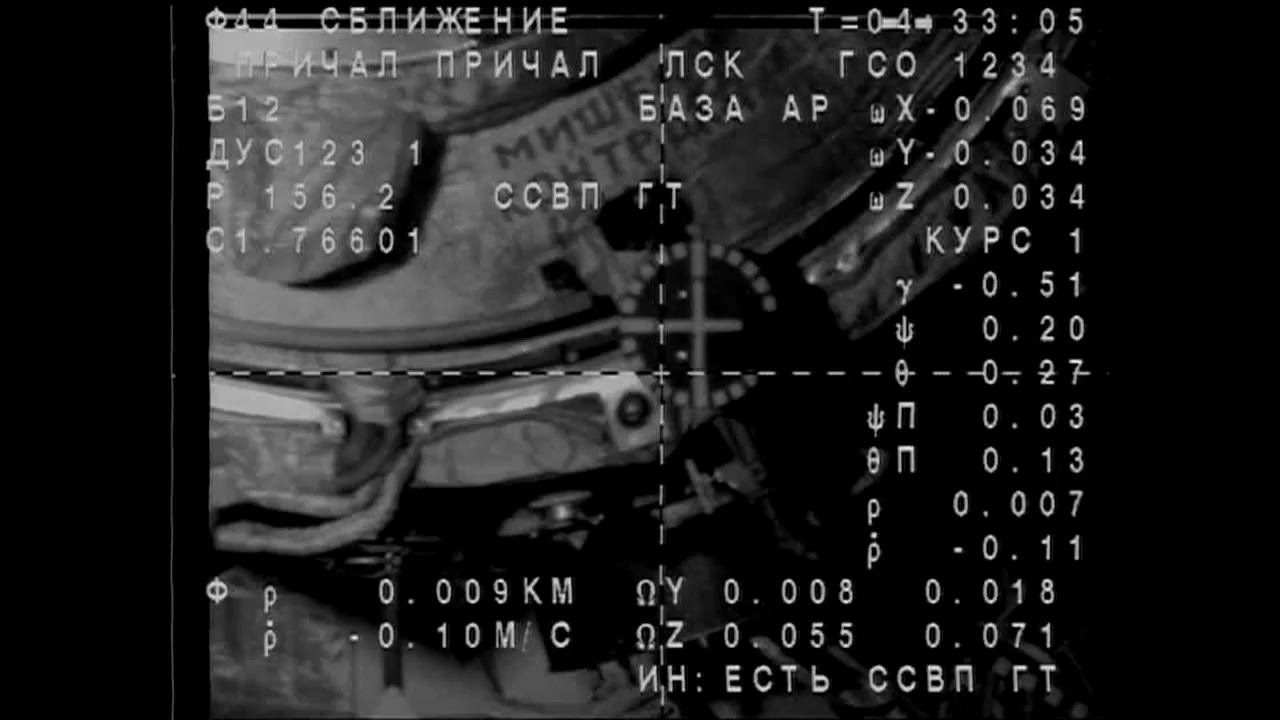 Ф44 СБЛИЖЕНИЕ Т=04 33:05
ПРИЧАЛ ПРИЧАЛ ЛСК ГСО 1234
Б12 БАЗА АР ωX-0.069
ДУС123 1 ωY-0.034
Р 156.2 ССВП ГТ ωZ 0.034
С1.76601 КУРС 1
γ -0.51
ψ 0.20
θ 0.27
ψП 0.03
θП 0.13
ρ 0.007
ρ̇ -0.11
Ф ρ 0.009КМ ΩY 0.008 0.018
ρ̇ -0.10М/С ΩZ 0.055 0.071
ИН: ЕСТЬ ССВП ГТ